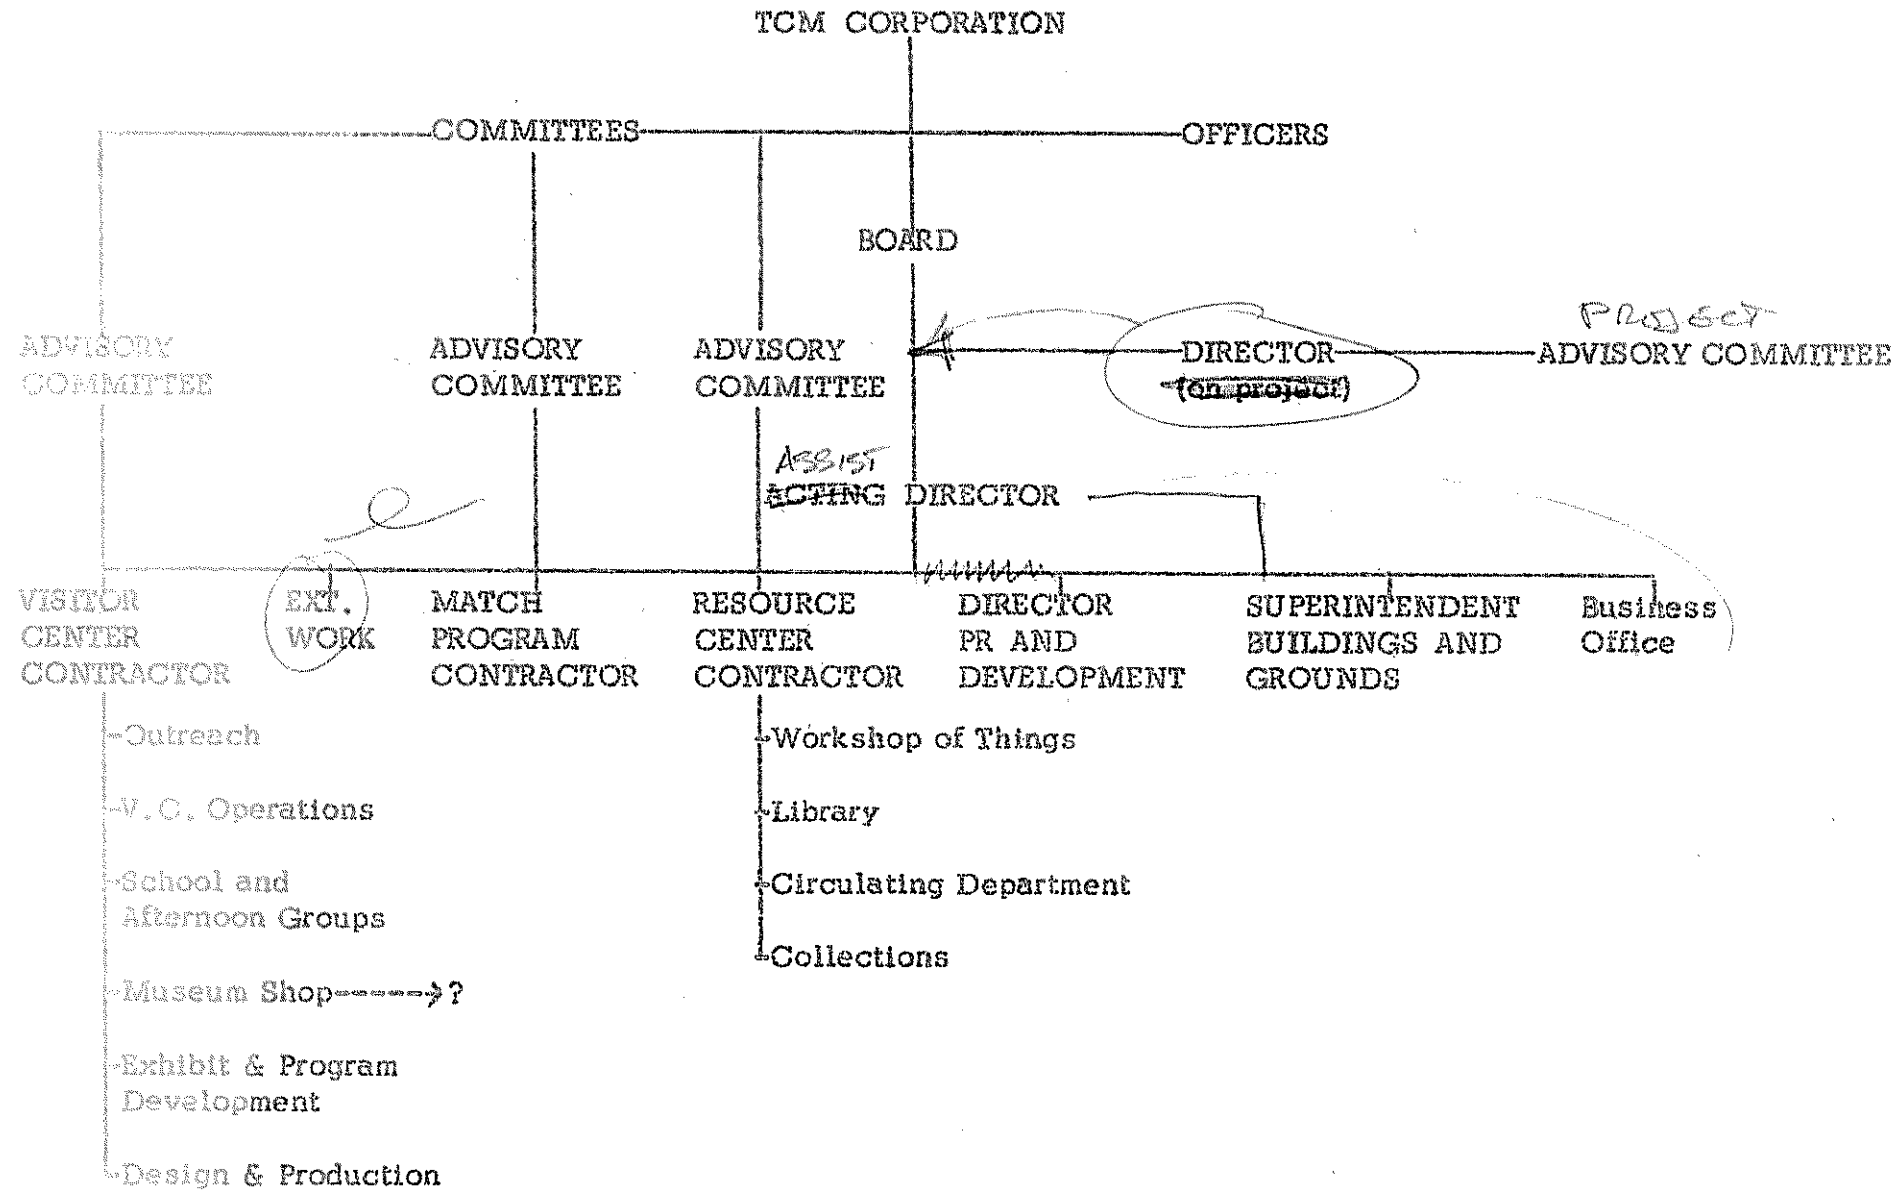 TCM CORPORATION
COMMITTEES
OFFICERS
BOARD
PROJECT
ADVISORY
COMMITTEE
ADVISORY
COMMITTEE
ADVISORY
COMMITTEE
DIRECTOR
(on project)
ADVISORY COMMITTEE
ASSIST
ACTING DIRECTOR
VISITOR
CENTER
CONTRACTOR
EXT.
WORK
MATCH
PROGRAM
CONTRACTOR
RESOURCE
CENTER
CONTRACTOR
DIRECTOR
PR AND
DEVELOPMENT
SUPERINTENDENT
BUILDINGS AND
GROUNDS
Business
Office
-Outreach
-V.C. Operations
-School and
Afternoon Groups
-Museum Shop-----→?
-Exhibit & Program
Development
-Design & Production
-Workshop of Things
-Library
-Circulating Department
-Collections